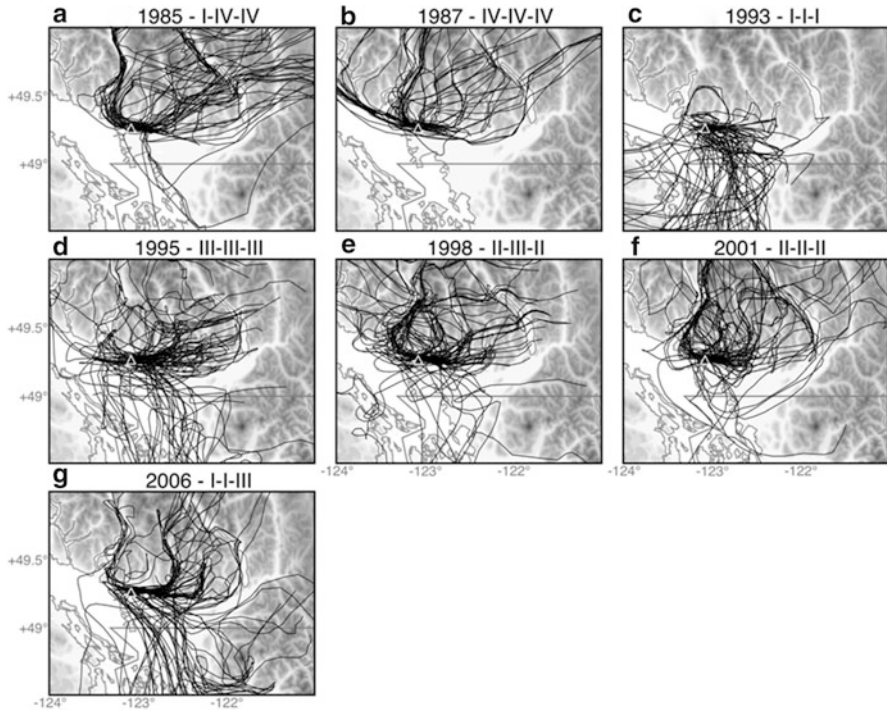 a 1985 - I-IV-IV
b 1987 - IV-IV-IV
c 1993 - I-I-I
+49.5°
+49°
d 1995 - III-III-III
e 1998 - II-III-II
f 2001 - II-II-II
+49.5°
+49°
-124° -123° -122°
-124° -123° -122°
g 2006 - I-I-III
+49.5°
+49°
-124° -123° -122°